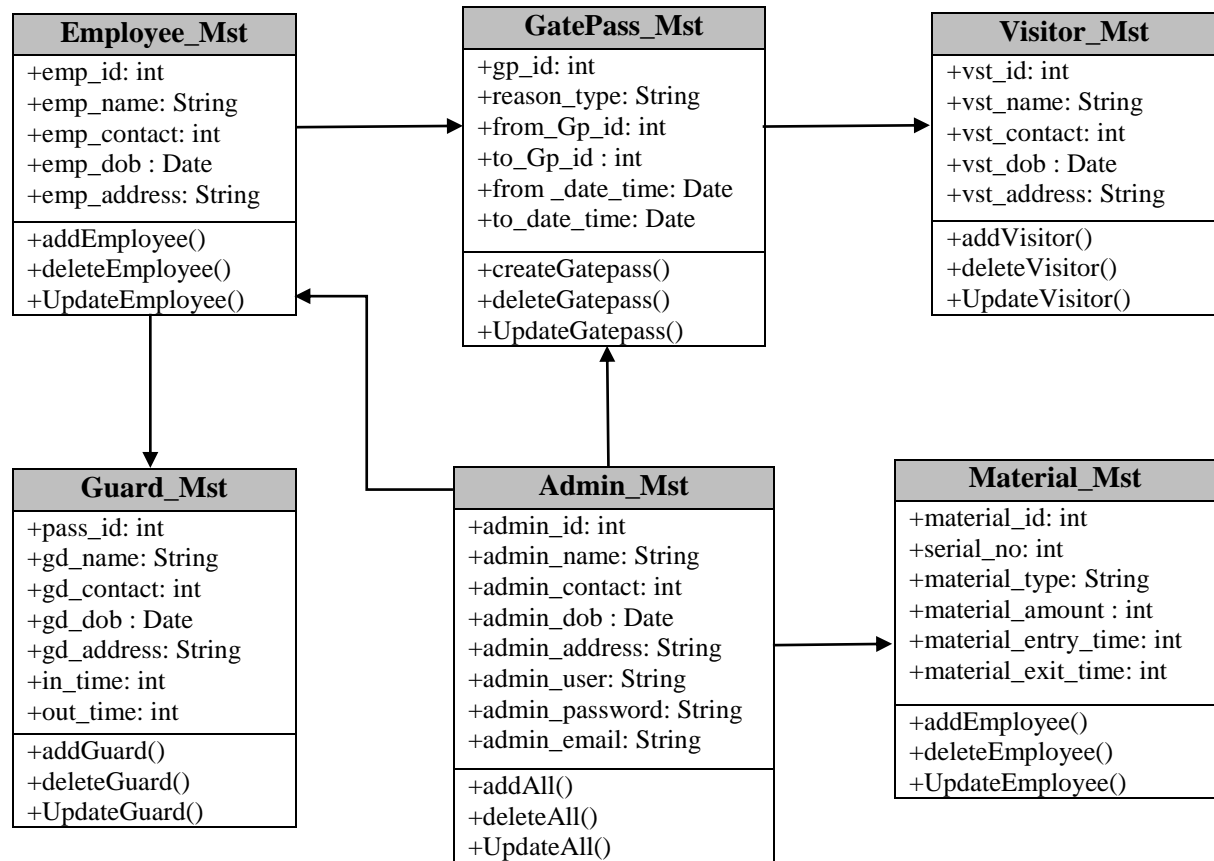 Employee_Mst
+emp_id: int
+emp_name: String
+emp_contact: int
+emp_dob : Date
+emp_address: String
+addEmployee()
+deleteEmployee()
+UpdateEmployee()
GatePass_Mst
+gp_id: int
+reason_type: String
+from_Gp_id: int
+to_Gp_id : int
+from _date_time: Date
+to_date_time: Date
+createGatepass()
+deleteGatepass()
+UpdateGatepass()
Visitor_Mst
+vst_id: int
+vst_name: String
+vst_contact: int
+vst_dob : Date
+vst_address: String
+addVisitor()
+deleteVisitor()
+UpdateVisitor()
Guard_Mst
+pass_id: int
+gd_name: String
+gd_contact: int
+gd_dob : Date
+gd_address: String
+in_time: int
+out_time: int
+addGuard()
+deleteGuard()
+UpdateGuard()
Admin_Mst
+admin_id: int
+admin_name: String
+admin_contact: int
+admin_dob : Date
+admin_address: String
+admin_user: String
+admin_password: String
+admin_email: String
+addAll()
+deleteAll()
+UpdateAll()
Material_Mst
+material_id: int
+serial_no: int
+material_type: String
+material_amount : int
+material_entry_time: int
+material_exit_time: int
+addEmployee()
+deleteEmployee()
+UpdateEmployee()